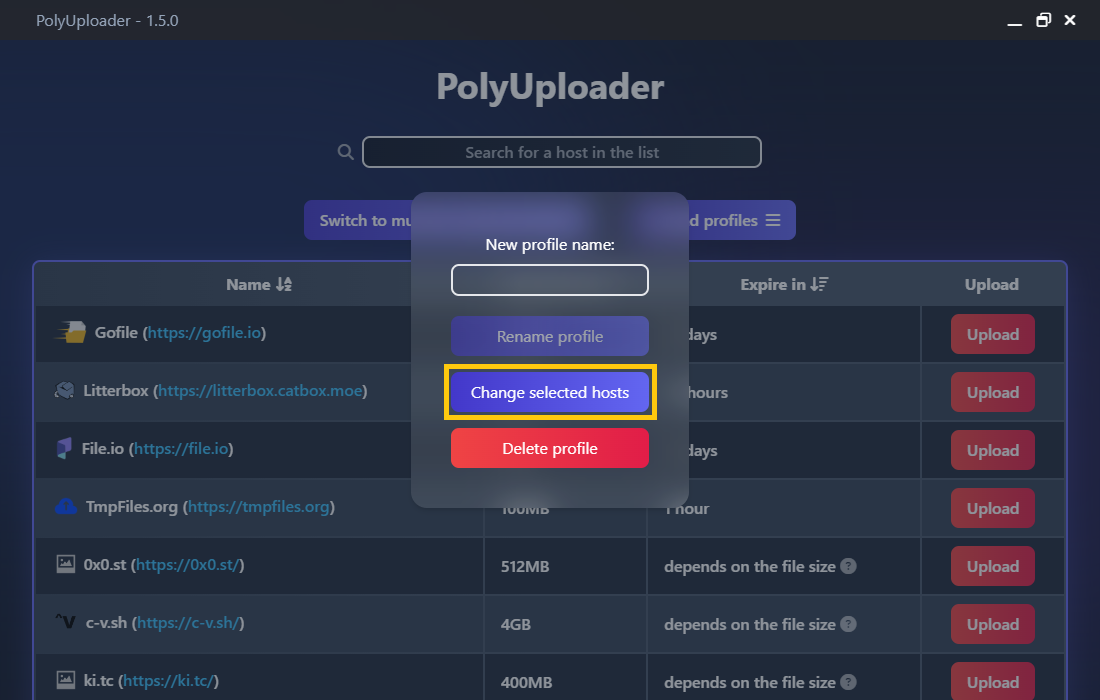 PolyUploader - 1.5.0
PolyUploader
Search for a host in the list
Switch to mu
d profiles
New profile name:
Rename profile
Change selected hosts
Delete profile
Name Expire in Upload
Gofile (https://gofile.io) days Upload
Litterbox (https://litterbox.catbox.moe) hours Upload
File.io (https://file.io) days Upload
TmpFiles.org (https://tmpfiles.org) 100MB 1 hour Upload
0x0.st (https://0x0.st/) 512MB depends on the file size ? Upload
c-v.sh (https://c-v.sh/) 4GB depends on the file size ? Upload
ki.tc (https://ki.tc/) 400MB depends on the file size ? Upload